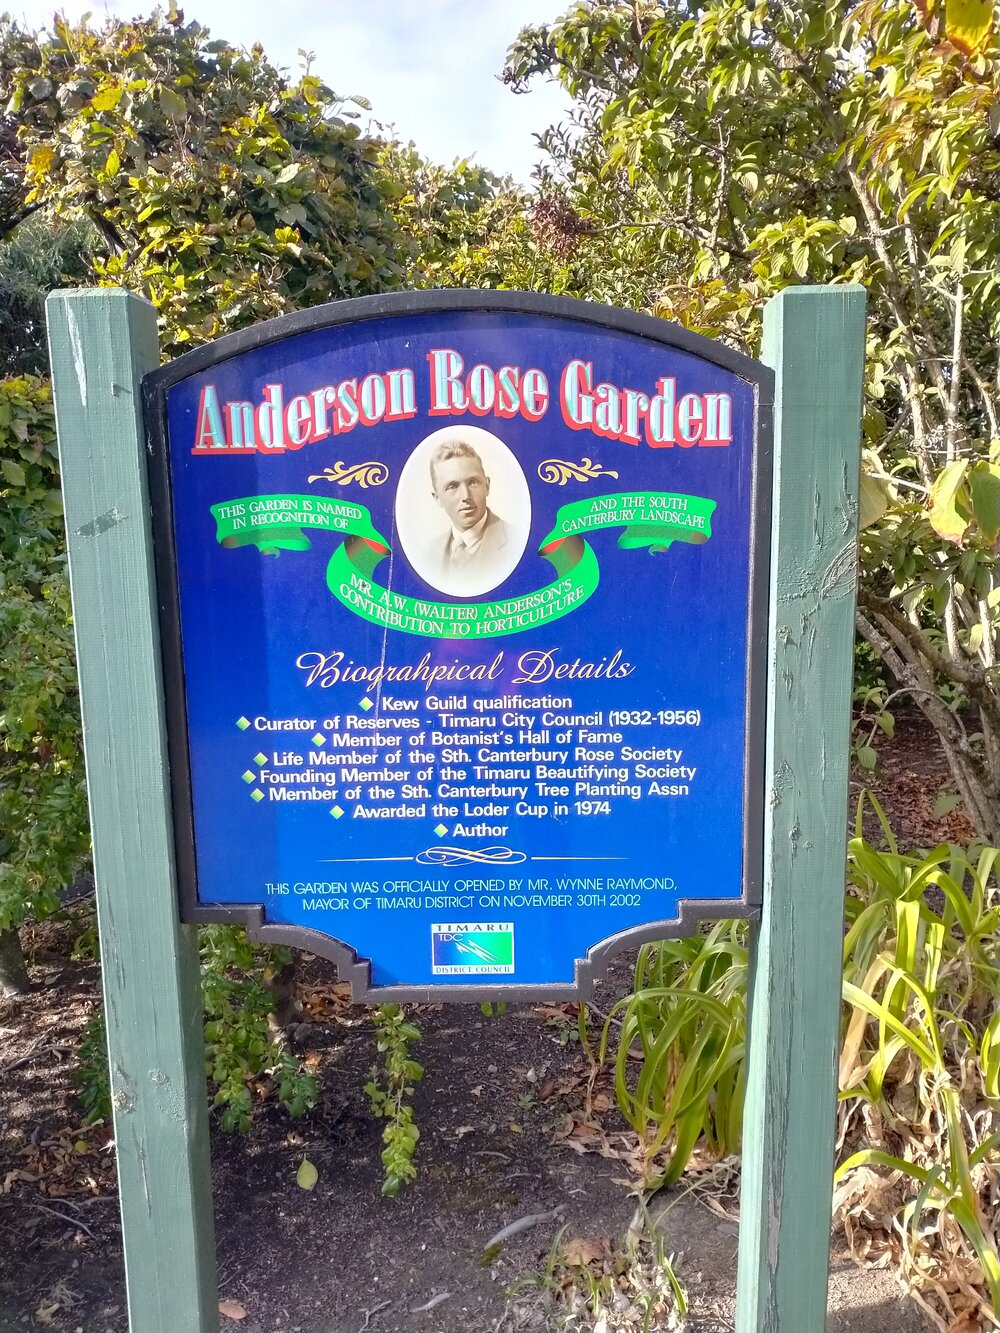 Anderson Rose Garden
THIS GARDEN IS NAMED
IN RECOGNITION OF
MR. A.W. (WALTER) ANDERSON'S
CONTRIBUTION TO HORTICULTURE
AND THE SOUTH
CANTERBURY LANDSCAPE
Biograhpical Details
Kew Guild qualification
Curator of Reserves - Timaru City Council (1932-1956)
Member of Botanist's Hall of Fame
Life Member of the Sth. Canterbury Rose Society
Founding Member of the Timaru Beautifying Society
Member of the Sth. Canterbury Tree Planting Assn
Awarded the Loder Cup in 1974
Author
THIS GARDEN WAS OFFICIALLY OPENED BY MR. WYNNE RAYMOND,
MAYOR OF TIMARU DISTRICT ON NOVEMBER 30TH 2002
TIMARU
TDC
DISTRICT COUNCIL